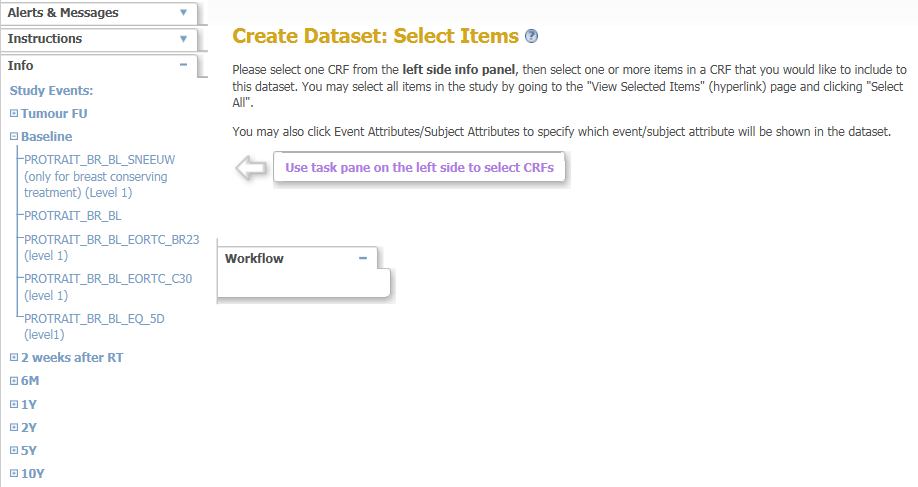 Alerts & Messages
Instructions
Info
Study Events:
Tumour FU
Baseline
PROTRAIT_BR_BL_SNEEUW
(only for breast conserving
treatment) (Level 1)
PROTRAIT_BR_BL
PROTRAIT_BR_BL_EORTC_BR23
(level 1)
PROTRAIT_BR_BL_EORTC_C30
(level 1)
PROTRAIT_BR_BL_EQ_5D
(level1)
2 weeks after RT
6M
1Y
2Y
5Y
10Y
Create Dataset: Select Items ?
Please select one CRF from the left side info panel, then select one or more items in a CRF that you would like to include to
this dataset. You may select all items in the study by going to the "View Selected Items" (hyperlink) page and clicking "Select
All".
You may also click Event Attributes/Subject Attributes to specify which event/subject attribute will be shown in the dataset.
Use task pane on the left side to select CRFs
Workflow